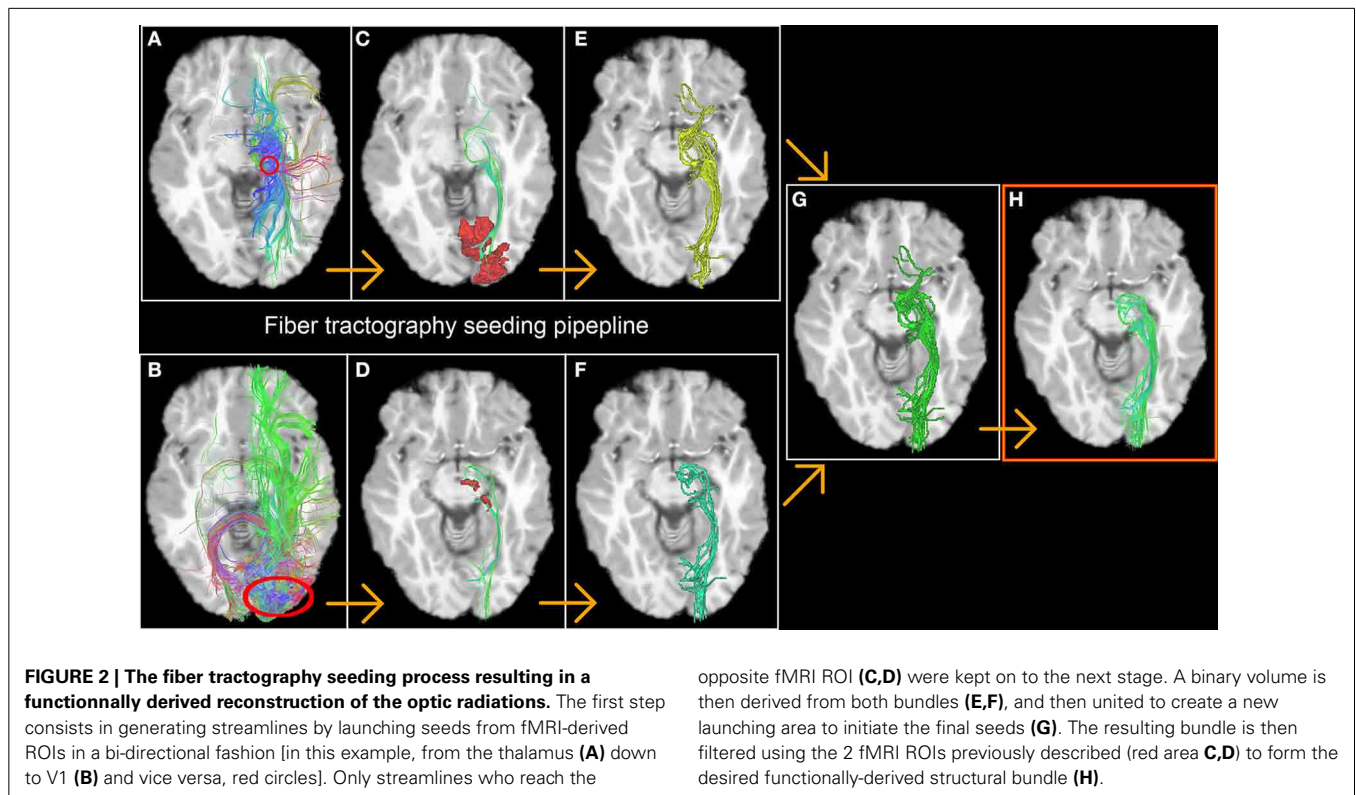 A
C
E
G
H
Fiber tractography seeding pipepline
B
D
F
FIGURE 2 | The fiber tractography seeding process resulting in a
functionnally derived reconstruction of the optic radiations. The first step
consists in generating streamlines by launching seeds from fMRI-derived
ROIs in a bi-directional fashion [in this example, from the thalamus (A) down
to V1 (B) and vice versa, red circles]. Only streamlines who reach the
opposite fMRI ROI (C,D) were kept on to the next stage. A binary volume is
then derived from both bundles (E,F), and then united to create a new
launching area to initiate the final seeds (G). The resulting bundle is then
filtered using the 2 fMRI ROIs previously described (red area C,D) to form the
desired functionally-derived structural bundle (H).